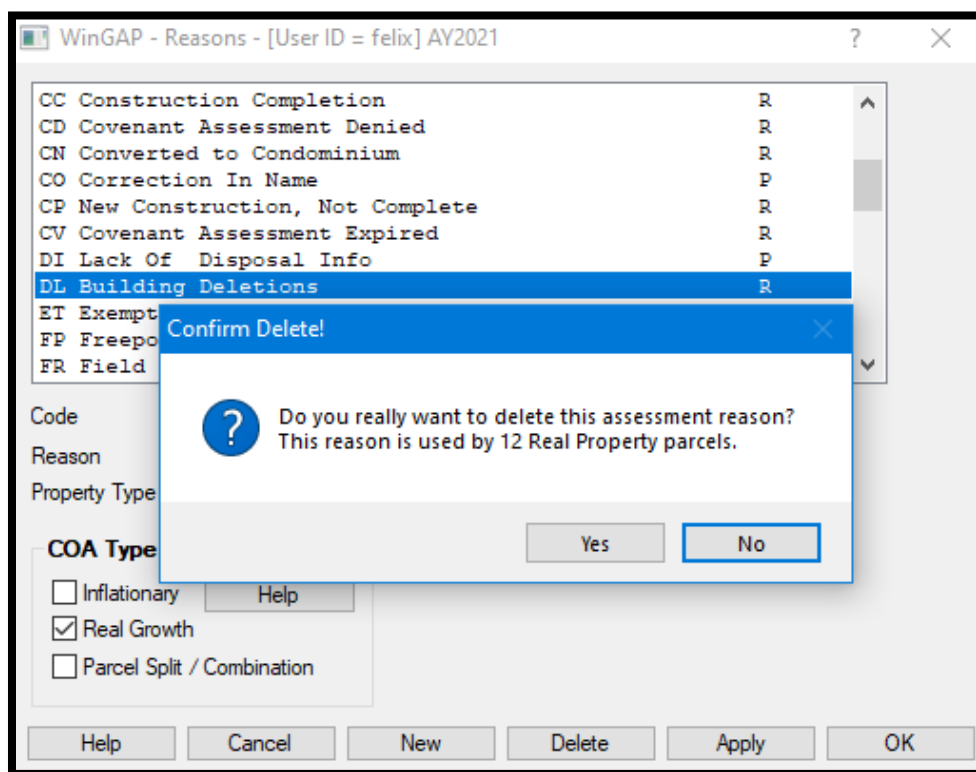 WinGAP - Reasons - [User ID = felix] AY2021 ?
CC Construction Completion R
CD Covenant Assessment Denied R
CN Converted to Condominium R
CO Correction In Name P
CP New Construction, Not Complete R
CV Covenant Assessment Expired R
DI Lack Of  Disposal Info P
DL Building Deletions R
ET Exempt
FP Freepo
FR Field
Confirm Delete!
?
Do you really want to delete this assessment reason?
This reason is used by 12 Real Property parcels.
Yes No
Code
Reason
Property Type
COA Type
Inflationary Help
Real Growth
Parcel Split / Combination
Help Cancel New Delete Apply OK